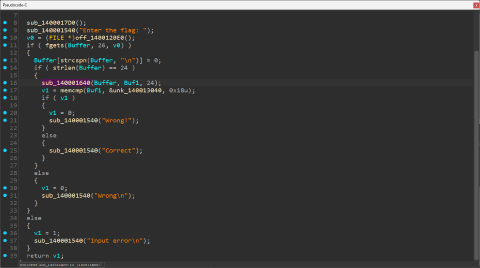 Pseudocode-C
7
8 sub_1400017D0();
9 sub_140001540("Enter the flag: ");
10 v0 = (FILE *)off_1400120E0();
11 if ( fgets(Buffer, 26, v0) )
12 {
13 Buffer[strcspn(Buffer, "\n")] = 0;
14 if ( strlen(Buffer) == 24 )
15 {
16 sub_140001640(Buffer, Buf1, 24);
17 v1 = memcmp(Buf1, &unk_140013040, 0x18u);
18 if ( v1 )
19 {
20 v1 = 0;
21 sub_140001540("Wrong!");
22 }
23 else
24 {
25 sub_140001540("Correct");
26 }
27 }
28 else
29 {
30 v1 = 0;
31 sub_140001540("Wrong\n");
32 }
33 }
34 else
35 {
36 v1 = 1;
37 sub_140001540("Input error\n");
38 }
39 return v1;